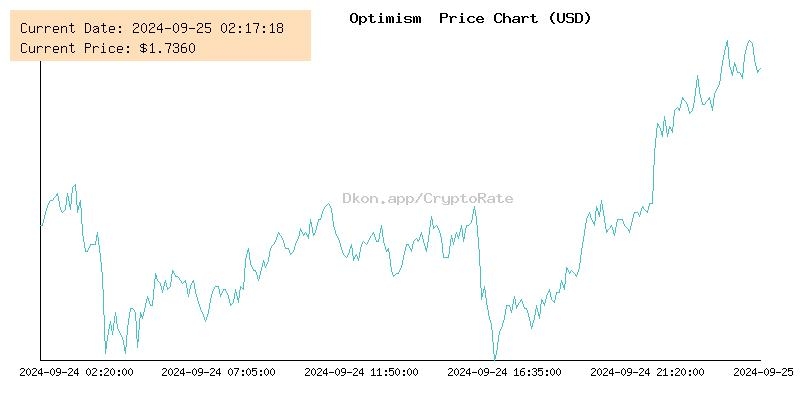 Optimism  Price Chart (USD)
Current Date: 2024-09-25 02:17:18
Current Price: $1.7360
Dkon.app/CryptoRate
2024-09-24 02:20:00 2024-09-24 07:05:00 2024-09-24 11:50:00 2024-09-24 16:35:00 2024-09-24 21:20:00 2024-09-25